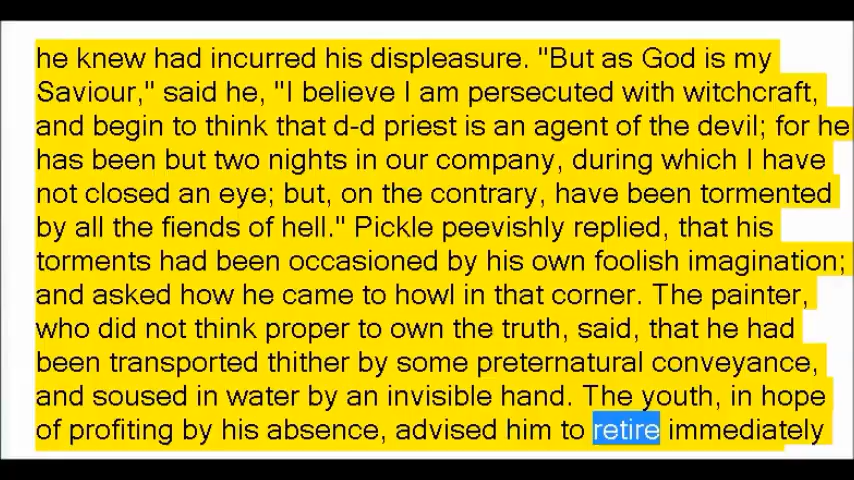 he knew had incurred his displeasure. "But as God is my
Saviour," said he, "I believe I am persecuted with witchcraft,
and begin to think that d-d priest is an agent of the devil; for he
has been but two nights in our company, during which I have
not closed an eye; but, on the contrary, have been tormented
by all the fiends of hell." Pickle peevishly replied, that his
torments had been occasioned by his own foolish imagination;
and asked how he came to howl in that corner. The painter,
who did not think proper to own the truth, said, that he had
been transported thither by some preternatural conveyance,
and soused in water by an invisible hand. The youth, in hope
of profiting by his absence, advised him to retire immediately